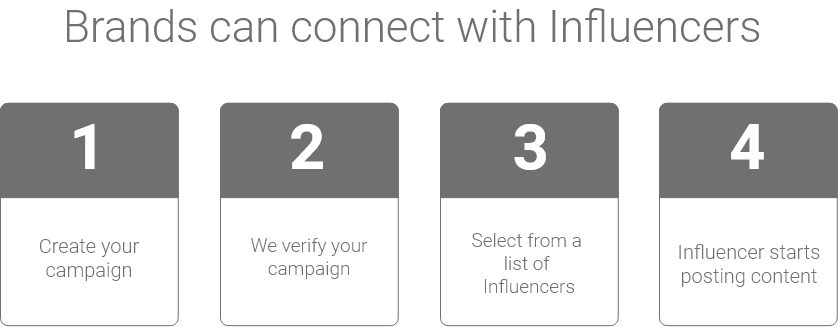 Brands can connect with Influencers
1
Create your
campaign
2
We verify your
campaign
3
Select from a
list of
Influencers
4
Influencer starts
posting content